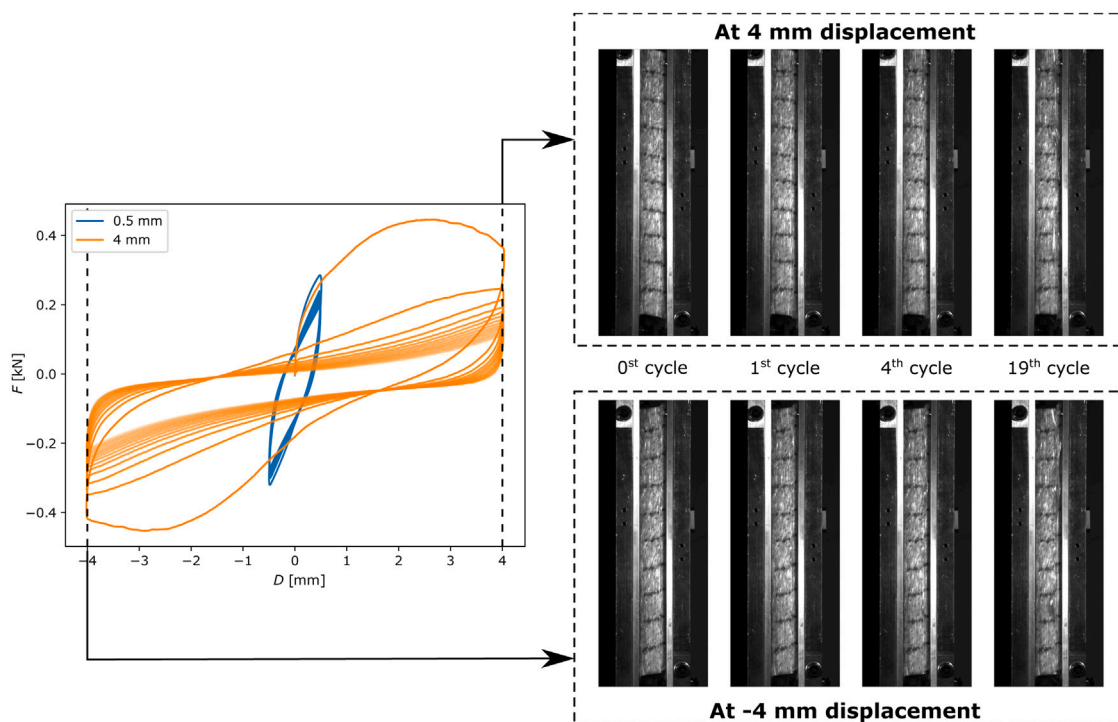 At 4 mm displacement
0.5 mm
4 mm
0.4
0.2
0.0
−0.2
−0.4
F [kN]
−4 −3 −2 −1 0 1 2 3 4
D [mm]
0st cycle 1st cycle 4th cycle 19th cycle
At -4 mm displacement